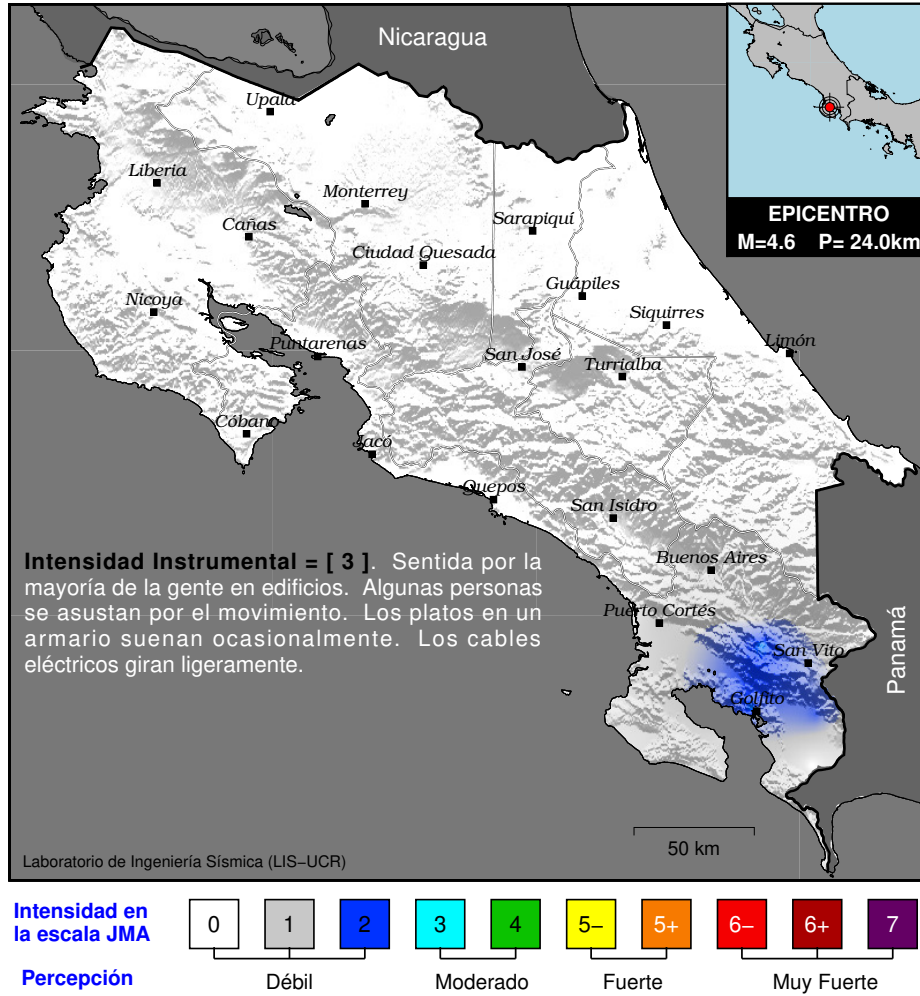 Nicaragua
EPICENTRO
M=4.6 P= 24.0km
Upala
Liberia
Monterrey
Cañas
Sarapiquí
Ciudad Quesada
Guápiles
Nicoya
Siquirres
Puntarenas
San José
Limón
Turrialba
Cóbano
Jacó
Quepos
San Isidro
Buenos Aires
Puerto Cortés
San Vito
Golfito
Panamá
Intensidad Instrumental = [ 3 ]. Sentida por la
mayoría de la gente en edificios. Algunas personas
se asustan por el movimiento. Los platos en un
armario suenan ocasionalmente. Los cables
eléctricos giran ligeramente.
50 km
Laboratorio de Ingeniería Sísmica (LIS−UCR)
Intensidad en
la escala JMA
0 1 2 3 4 5− 5+ 6− 6+ 7
Percepción
Débil Moderado Fuerte Muy Fuerte